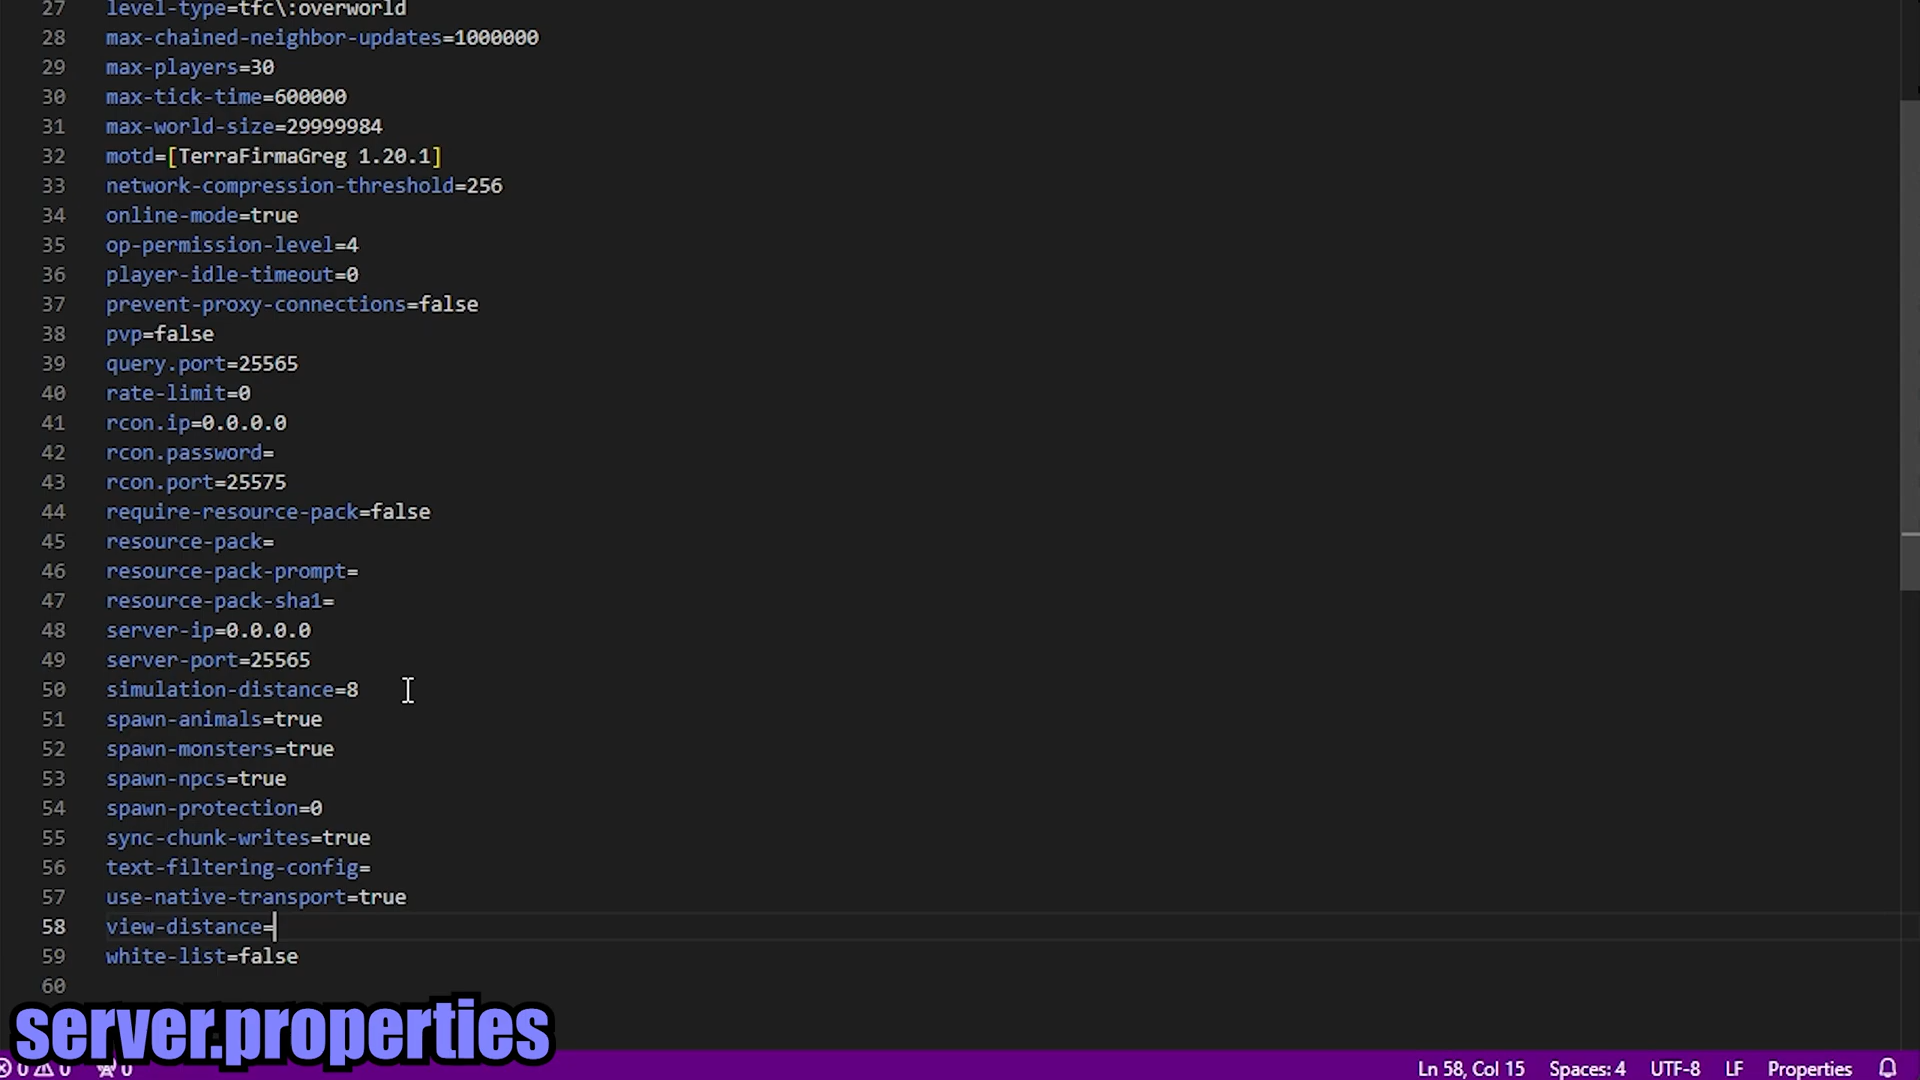 27 level-type=tfc\:overworld
28 max-chained-neighbor-updates=1000000
29 max-players=30
30 max-tick-time=600000
31 max-world-size=29999984
32 motd=[TerraFirmaGreg 1.20.1]
33 network-compression-threshold=256
34 online-mode=true
35 op-permission-level=4
36 player-idle-timeout=0
37 prevent-proxy-connections=false
38 pvp=false
39 query.port=25565
40 rate-limit=0
41 rcon.ip=0.0.0.0
42 rcon.password=
43 rcon.port=25575
44 require-resource-pack=false
45 resource-pack=
46 resource-pack-prompt=
47 resource-pack-sha1=
48 server-ip=0.0.0.0
49 server-port=25565
50 simulation-distance=8
51 spawn-animals=true
52 spawn-monsters=true
53 spawn-npcs=true
54 spawn-protection=0
55 sync-chunk-writes=true
56 text-filtering-config=
57 use-native-transport=true
58 view-distance=
59 white-list=false
60
server.properties
0 0 0 Ln 58, Col 15 Spaces: 4 UTF-8 LF Properties